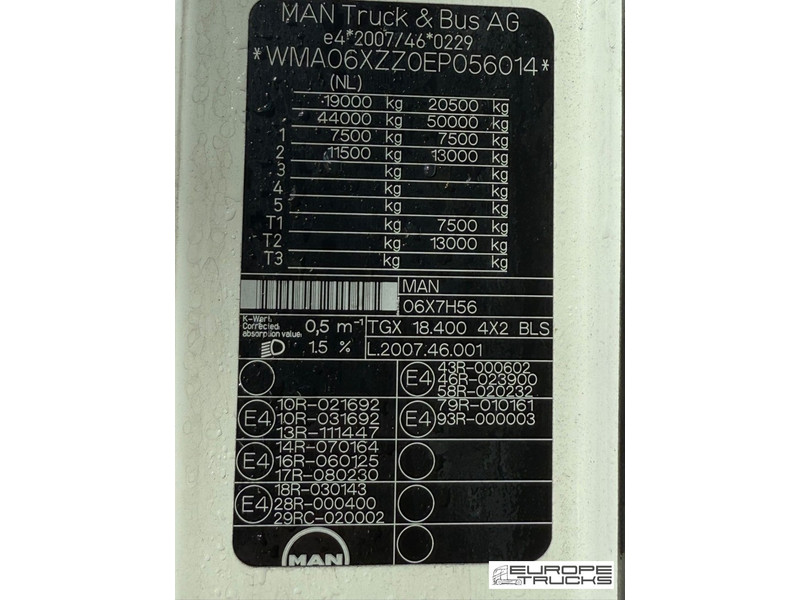 MAN Truck & Bus AG
e4*2007/46*0229
*WMA06XZZ0EP056014*
(NL)
19000 kg 20500 kg
44000 kg 50000 kg
1 7500 kg 7500 kg
2 11500 kg 13000 kg
3 kg kg
4 kg kg
5 kg kg
T1 kg 7500 kg
T2 kg 13000 kg
T3 kg kg
MAN
06X7H56
K-Wert:
Corrected
absorption value:
0,5 m⁻¹
TGX 18.400 4X2 BLS
1.5 %
L.2007.46.001
E4
43R-000602
46R-023900
58R-020232
E4
10R-021692
10R-031692
13R-111447
E4
79R-010161
93R-000003
E4
14R-070164
16R-060125
17R-080230
E4
18R-030143
28R-000400
29RC-020002
MAN
EUROPE
TRUCKS